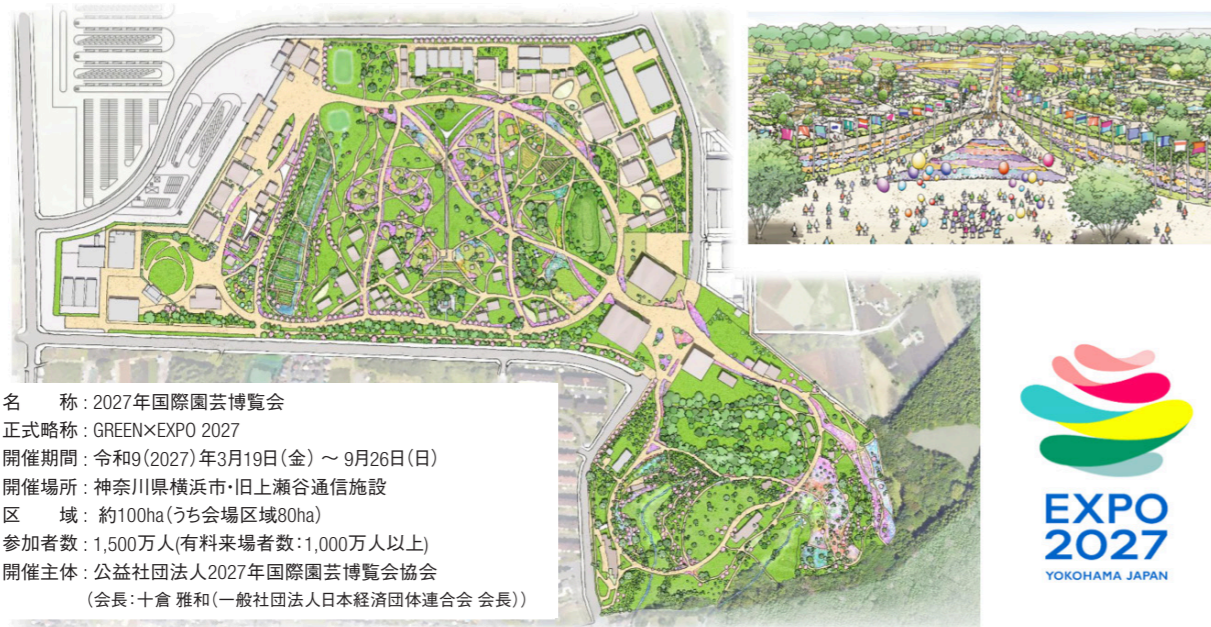 名　　称 : 2027年国際園芸博覧会
正式略称 : GREEN×EXPO 2027
開催期間 : 令和9(2027)年3月19日(金) ～ 9月26日(日)
開催場所 : 神奈川県横浜市・旧上瀬谷通信施設
区　　域 : 約100ha(うち会場区域80ha)
参加者数 : 1,500万人(有料来場者数:1,000万人以上)
開催主体 : 公益社団法人2027年国際園芸博覧会協会
(会長:十倉 雅和(一般社団法人日本経済団体連合会 会長))
EXPO
2027
YOKOHAMA JAPAN